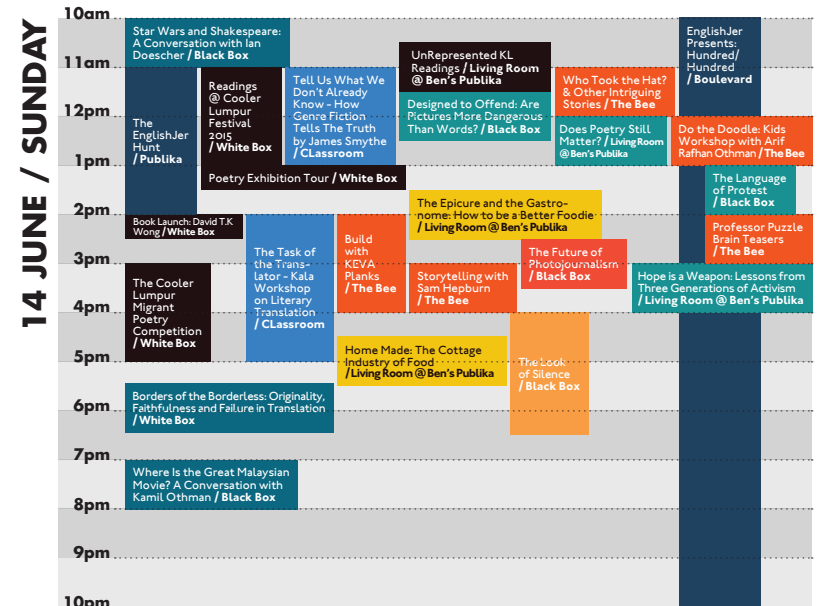 14 JUNE / SUNDAY
10am
11am
12pm
1pm
2pm
3pm
4pm
5pm
6pm
7pm
8pm
9pm
10pm
Star Wars and Shakespeare:
A Conversation with Ian
Doescher / Black Box
The
EnglishJer
Hunt
/ Publika
Readings
@ Cooler
Lumpur
Festival
2015
/ White Box
Tell Us What We
Don't Already
Know - How
Genre Fiction
Tells The Truth
by James Smythe
/ CLassroom
UnRepresented KL
Readings / Living Room
@ Ben's Publika
Designed to Offend: Are
Pictures More Dangerous
Than Words? / Black Box
Who Took the Hat?
& Other Intriguing
Stories / The Bee
EnglishJer
Presents:
Hundred/
Hundred
/ Boulevard
Does Poetry Still
Matter? / Living Room
@ Ben's Publika
Do the Doodle: Kids
Workshop with Arif
Rafhan Othman / The Bee
Poetry Exhibition Tour / White Box
The Language
of Protest
/ Black Box
The Epicure and the Gastro-
nome: How to be a Better Foodie
/ Living Room @ Ben's Publika
Book Launch: David T.K
Wong / White Box
The Task of
the Trans-
lator - Kala
Workshop
on Literary
Translation
/ CLassroom
Build
with
KEVA
Planks
/ The Bee
Professor Puzzle
Brain Teasers
/ The Bee
The Future of
Photojournalism
/ Black Box
The Cooler
Lumpur
Migrant
Poetry
Competition
/ White Box
Storytelling with
Sam Hepburn
/ The Bee
Hope is a Weapon: Lessons from
Three Generations of Activism
/ Living Room @ Ben's Publika
Home Made: The Cottage
Industry of Food
/ Living Room @ Ben's Publika
The Look
of Silence
/ Black Box
Borders of the Borderless: Originality,
Faithfulness and Failure in Translation
/ White Box
Where Is the Great Malaysian
Movie? A Conversation with
Kamil Othman / Black Box